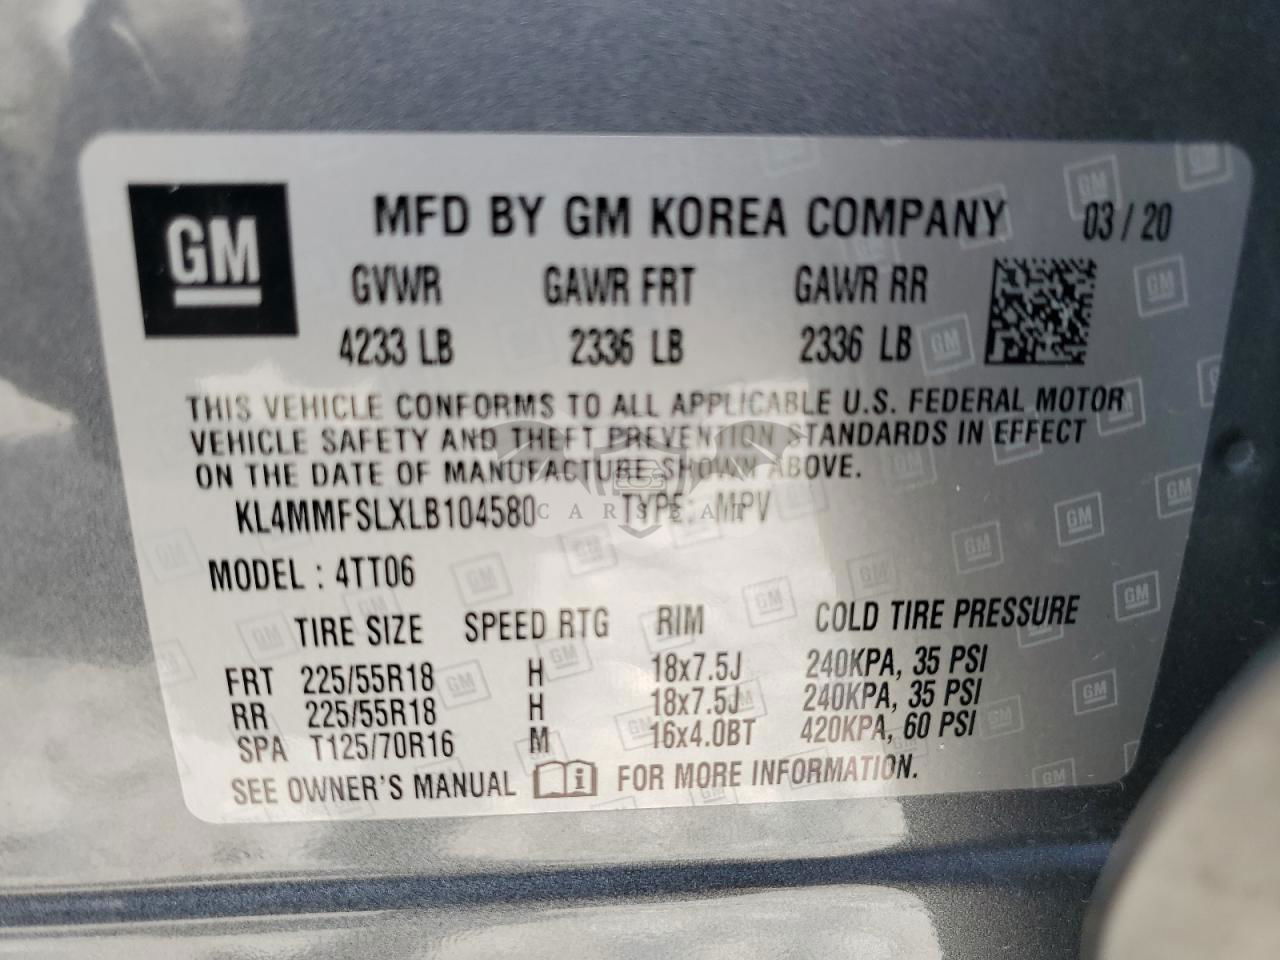 GM
MFD BY GM KOREA COMPANY 03/20
GVWR GAWR FRT GAWR RR
4233 LB 2336 LB 2336 LB
THIS VEHICLE CONFORMS TO ALL APPLICABLE U.S. FEDERAL MOTOR
VEHICLE SAFETY AND THEFT PREVENTION STANDARDS IN EFFECT
ON THE DATE OF MANUFACTURE SHOWN ABOVE.
KL4MMFSLXLB104580 TYPE: MPV
CARSBAT
MODEL : 4TT06
TIRE SIZE SPEED RTG RIM COLD TIRE PRESSURE
FRT 225/55R18 H 18x7.5J 240KPA, 35 PSI
RR 225/55R18 H 18x7.5J 240KPA, 35 PSI
SPA T125/70R16 M 16x4.0BT 420KPA, 60 PSI
SEE OWNER'S MANUAL i FOR MORE INFORMATION.